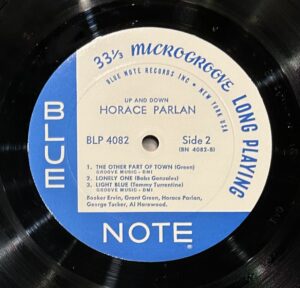 33⅓ MICROGROOVE LONG PLAYING
BLUE NOTE RECORDS INC • NEW YORK USA
UP AND DOWN
HORACE PARLAN
BLP 4082
Side 2
(BN 4082-B)
1. THE OTHER PART OF TOWN (Green)
GROOVE MUSIC - BMI
2. LONELY ONE (Babs Gonzales)
3. LIGHT BLUE (Tommy Turrentine)
GROOVE MUSIC - BMI
Booker Ervin, Grant Green, Horace Parlan,
George Tucker, Al Harewood.
BLUE
NOTE